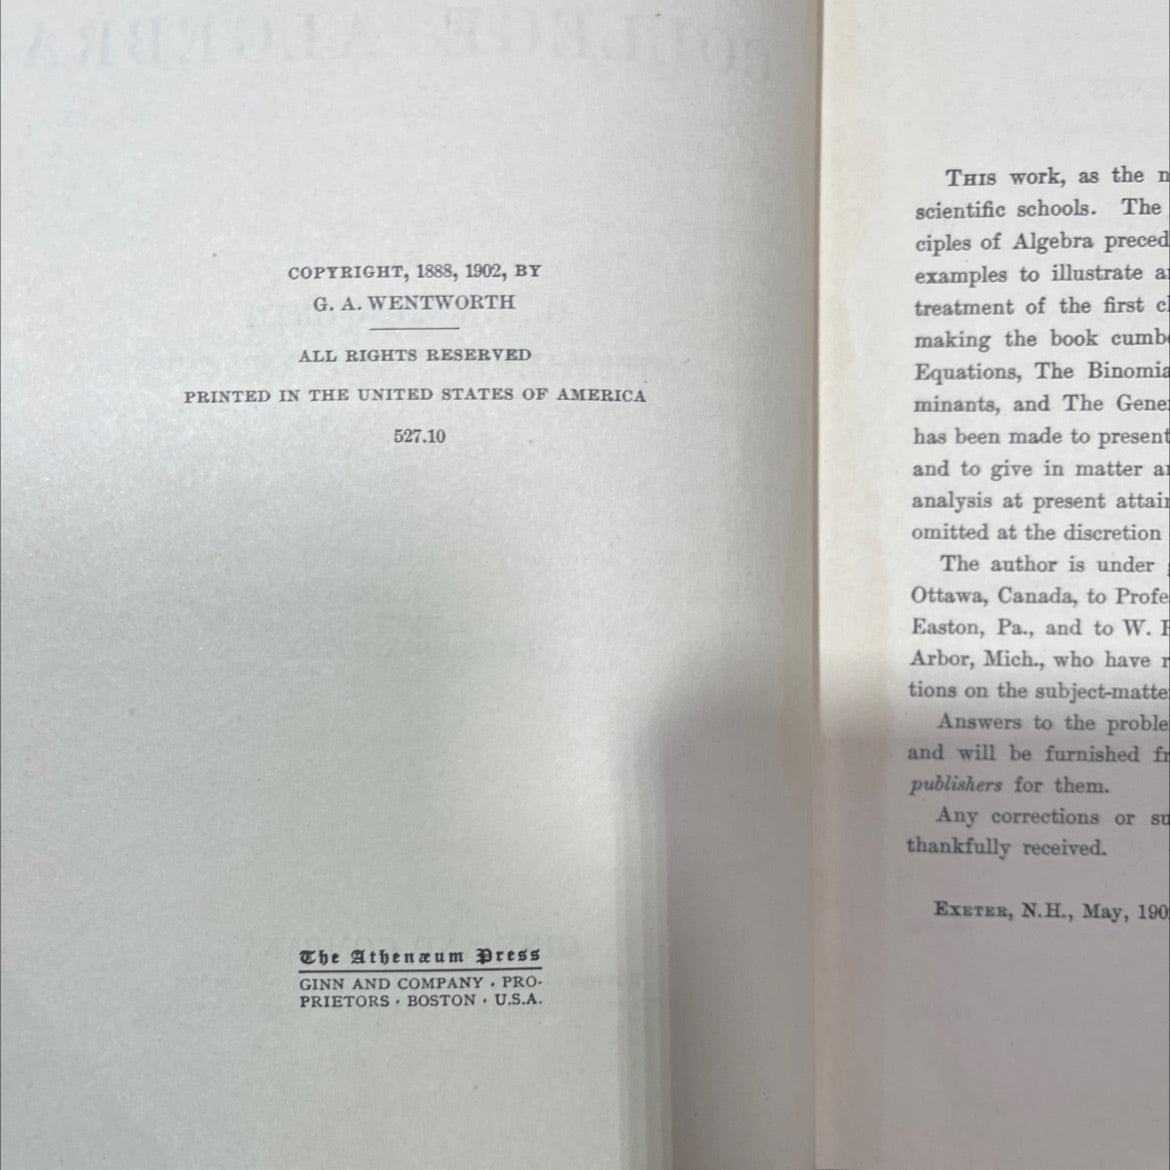 COPYRIGHT, 1888, 1902, BY
G. A. WENTWORTH
ALL RIGHTS RESERVED
PRINTED IN THE UNITED STATES OF AMERICA
527.10
The Athenæum Press
GINN AND COMPANY · PRO-
PRIETORS · BOSTON · U.S.A.
THIS work, as the
scientific schools. The
ciples of Algebra preced
examples to illustrate
treatment of the first
making the book
Equations, The
minants, and The
has been made to present
and to give in matter
analysis at present
omitted at the discretion
The author is under
Ottawa, Canada, to
Easton, Pa., and to W.
Arbor, Mich., who have
tions on the subject-matte
Answers to the
and will be furnished
publishers for them.
Any corrections or
thankfully received.
EXETER, N.H., May, 190